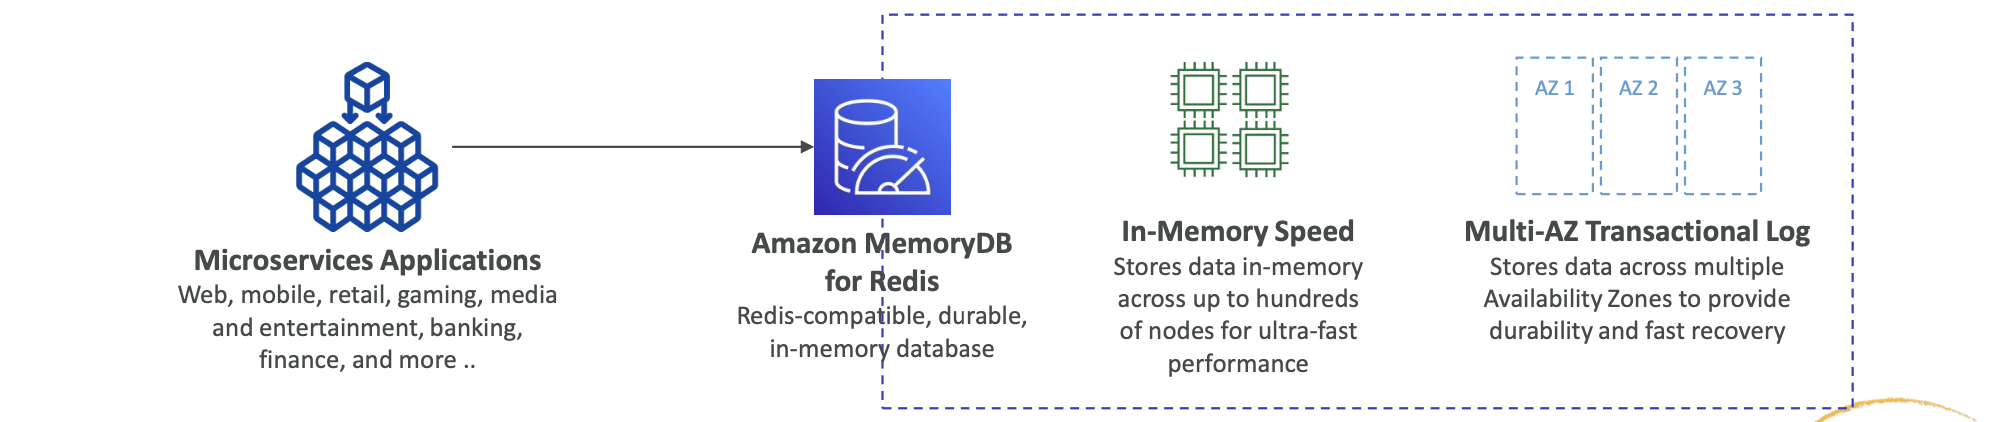 Microservices Applications
Web, mobile, retail, gaming, media
and entertainment, banking,
finance, and more ..
Amazon MemoryDB
for Redis
Redis-compatible, durable,
in-memory database
In-Memory Speed
Stores data in-memory
across up to hundreds
of nodes for ultra-fast
performance
AZ 1
AZ 2
AZ 3
Multi-AZ Transactional Log
Stores data across multiple
Availability Zones to provide
durability and fast recovery